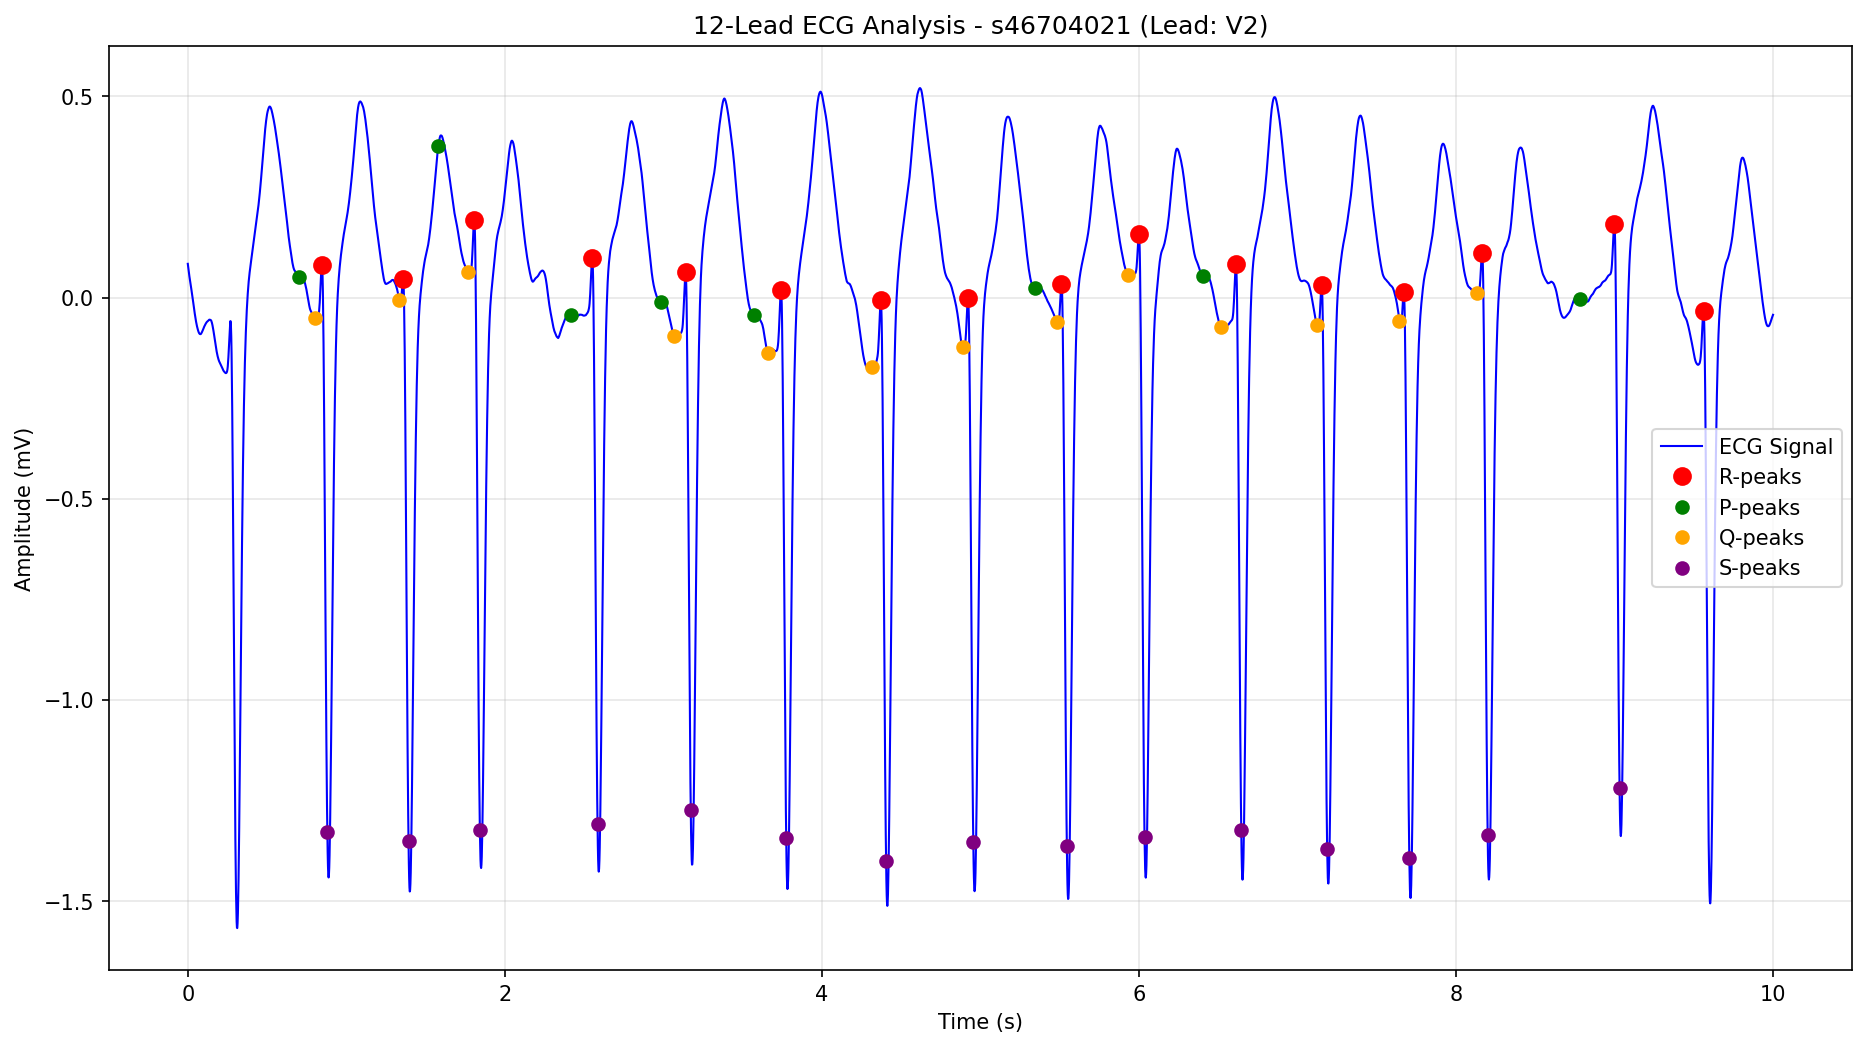 12-Lead ECG Analysis - s46704021 (Lead: V2)
0.5
0.0
−0.5
−1.0
−1.5
Amplitude (mV)
ECG Signal
R-peaks
P-peaks
Q-peaks
S-peaks
0 2 4 6 8 10
Time (s)